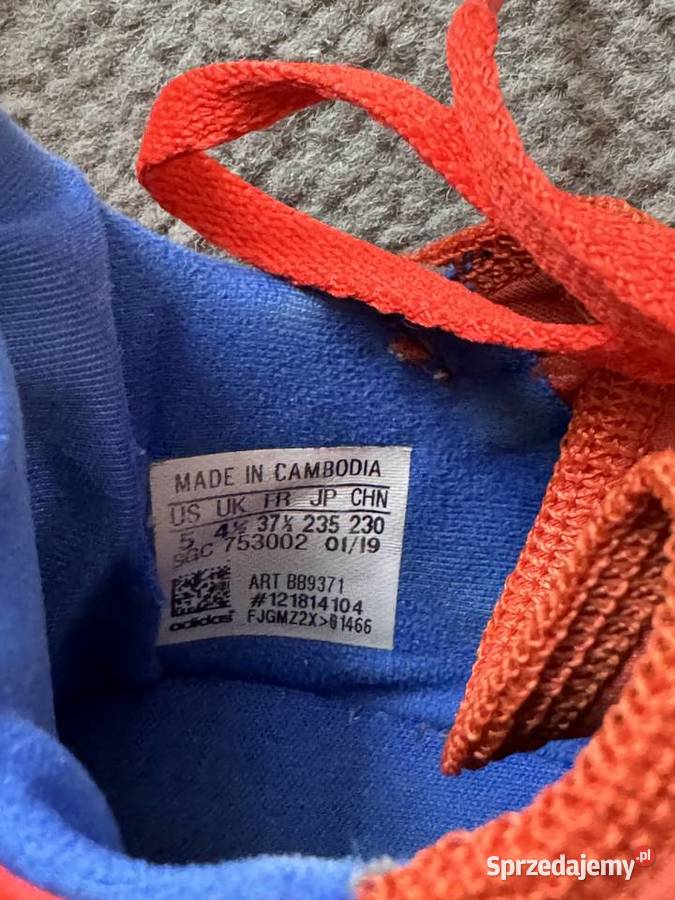 MADE IN CAMBODIA
US UK FR JP CHN
5 4½ 37⅓ 235 230
SGC 753002 01/19
ART BB9371
#121814104
adidas FJGMZ2X>01466
Sprzedajemy.pl